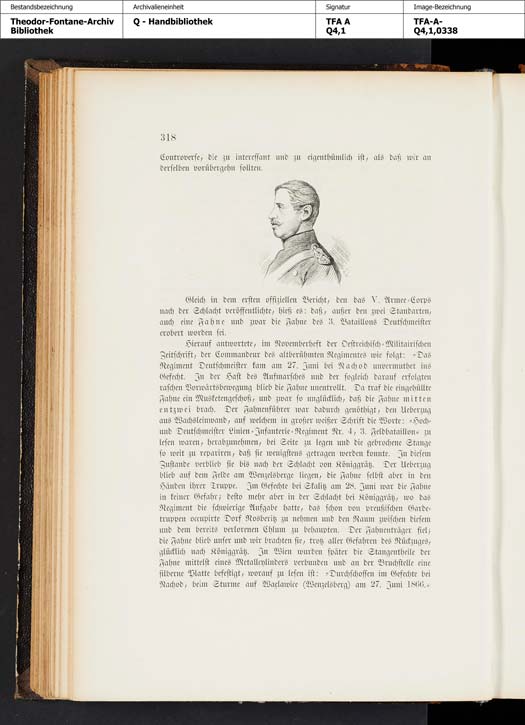 Bestandsbezeichnung
Archivalieneinheit
Signatur
Image-Bezeichnung
Theodor-Fontane-Archiv
Bibliothek
Q - Handbibliothek
TFA A
Q4,1
TFA-A-
Q4,1,0338
318
Controverse, die zu interessant und zu eigenthümlich ist, als daß wir an
derselben vorübergehn sollten.
Gleich in dem ersten offiziellen Bericht, den das V. Armee-Corps
nach der Schlacht veröffentlichte, hieß es: daß, außer den zwei Standarten,
auch eine Fahne und zwar die Fahne des 3. Bataillons Deutschmeister
erobert worden sei.
Hierauf antwortete, im Novemberheft der Oestreichisch-Militairischen
Zeitschrift, der Commandeur des altberühmten Regimentes wie folgt: »Das
Regiment Deutschmeister kam am 27. Juni bei Nachod unvermuthet ins
Gefecht. In der Hast des Aufmarsches und der sogleich darauf erfolgten
raschen Vorwärtsbewegung blieb die Fahne unentrollt. Da traf die eingehüllte
Fahne ein Musketengeschoß, und zwar so unglücklich, daß die Fahne mitten
entzwei brach. Der Fahnenführer war dadurch genöthigt, den Ueberzug
aus Wachsleinwand, auf welchem in großer weißer Schrift die Worte: »Hoch-
und Deutschmeister Linien-Infanterie-Regiment Nr. 4, 3. Feldbataillon« zu
lesen waren, herabzunehmen, bei Seite zu legen und die gebrochene Stange
so weit zu repariren, daß sie wenigstens getragen werden konnte. In diesem
Zustande verblieb sie bis nach der Schlacht von Königgrätz. Der Ueberzug
blieb auf dem Felde am Wenzelsberge liegen, die Fahne selbst aber in den
Händen ihrer Truppe. Im Gefechte bei Skalitz am 28. Juni war die Fahne
in keiner Gefahr; desto mehr aber in der Schlacht bei Königgrätz, wo das
Regiment die schwierige Aufgabe hatte, das schon von preußischen Garde-
truppen occupirte Dorf Rosberitz zu nehmen und den Raum zwischen diesem
und dem bereits verlorenen Chlum zu behaupten. Der Fahnenträger fiel;
die Fahne blieb unser und wir brachten sie, trotz aller Gefahren des Rückzuges,
glücklich nach Königgrätz. In Wien wurden später die Stangentheile der
Fahne mittelst eines Metallcylinders verbunden und an der Bruchstelle eine
silberne Platte befestigt, worauf zu lesen ist: »Durchschossen im Gefechte bei
Nachod, beim Sturme auf Waclawice (Wenzelsberg) am 27. Juni 1866.«